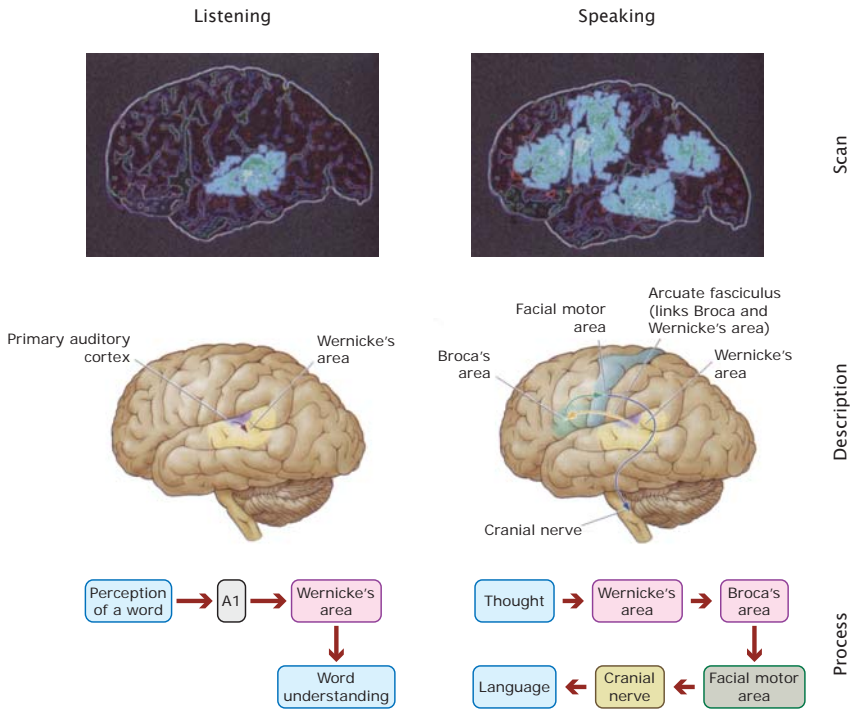 Listening
Speaking
Scan
Primary auditory
cortex
Wernicke's
area
Facial motor
area
Arcuate fasciculus
(links Broca and
Wernicke's area)
Broca's
area
Wernicke's
area
Cranial nerve
Description
Perception
of a word
A1
Wernicke's
area
Word
understanding
Thought
Wernicke's
area
Broca's
area
Facial motor
area
Cranial
nerve
Language
Process